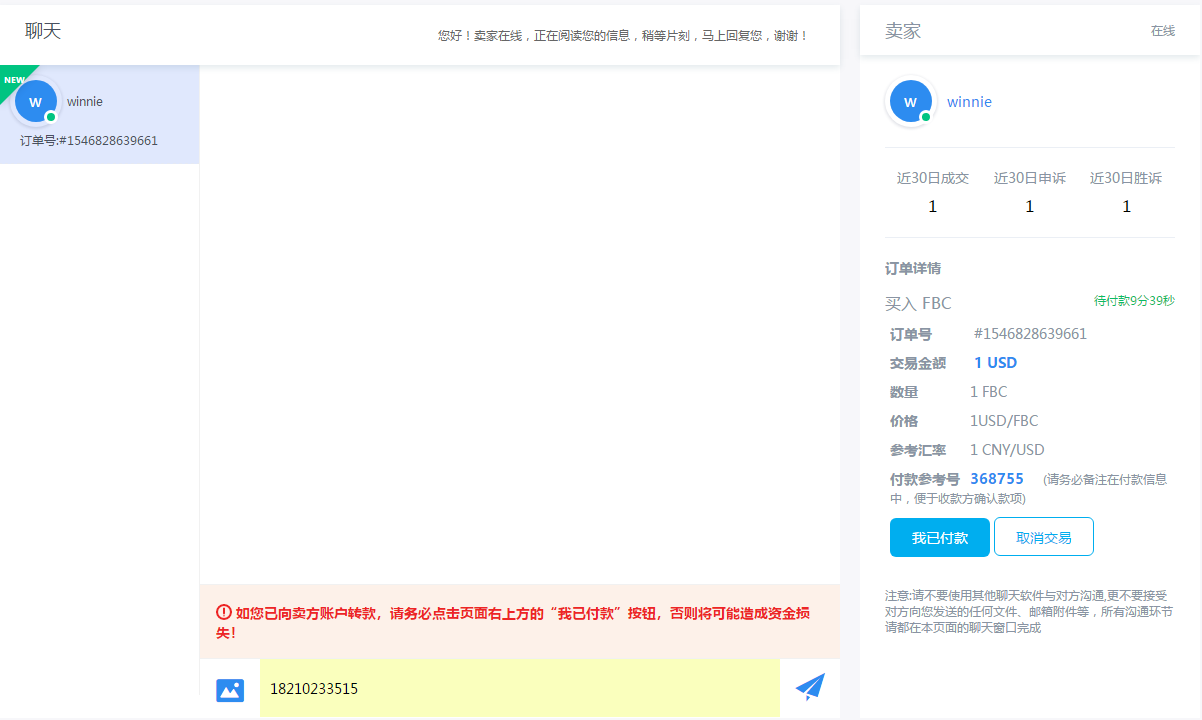 聊天
您好！卖家在线，正在阅读您的信息，稍等片刻，马上回复您，谢谢！
NEW
W
winnie
订单号:#1546828639661
如您已向卖方账户转款，请务必点击页面右上方的“我已付款”按钮，否则将可能造成资金损
失！
18210233515
卖家
在线
W
winnie
近30日成交 近30日申诉 近30日胜诉
1 1 1
订单详情
买入 FBC 待付款9分39秒
订单号 #1546828639661
交易金额 1 USD
数量 1 FBC
价格 1USD/FBC
参考汇率 1 CNY/USD
付款参考号 368755 (请务必备注在付款信息
中，便于收款方确认款项)
我已付款 取消交易
注意:请不要使用其他聊天软件与对方沟通,更不要接受
对方向您发送的任何文件、邮箱附件等，所有沟通环节
请都在本页面的聊天窗口完成